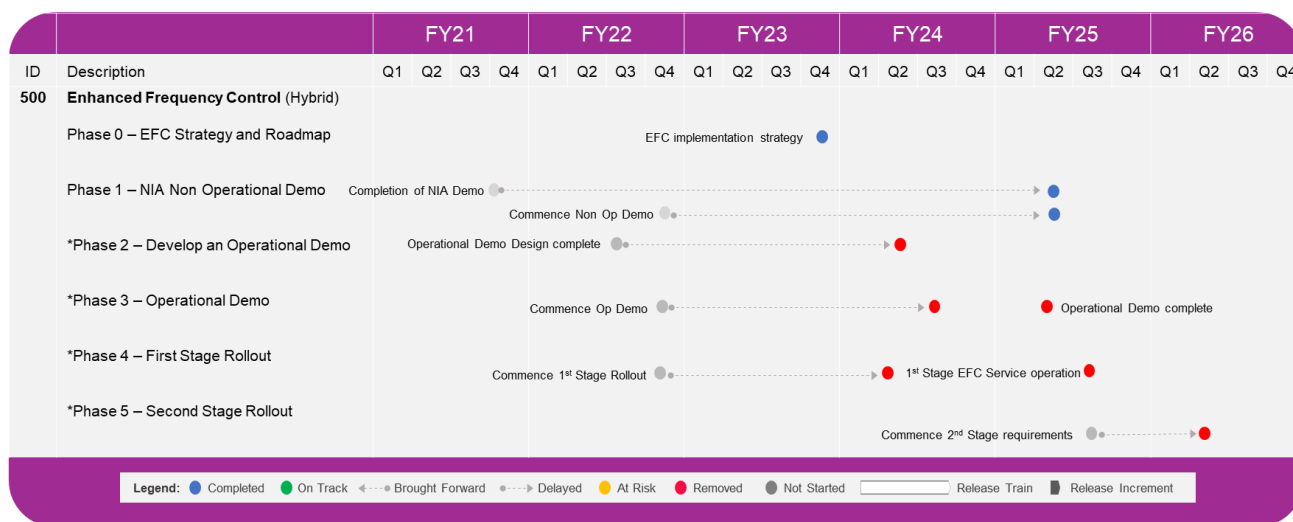 FY21 FY22 FY23 FY24 FY25 FY26
ID Description Q1 Q2 Q3 Q4 Q1 Q2 Q3 Q4 Q1 Q2 Q3 Q4 Q1 Q2 Q3 Q4 Q1 Q2 Q3 Q4 Q1 Q2 Q3 Q4
500 Enhanced Frequency Control (Hybrid)
Phase 0 – EFC Strategy and Roadmap EFC implementation strategy
Phase 1 – NIA Non Operational Demo Completion of NIA Demo
Commence Non Op Demo
*Phase 2 – Develop an Operational Demo Operational Demo Design complete
*Phase 3 – Operational Demo Commence Op Demo Operational Demo complete
*Phase 4 – First Stage Rollout
Commence 1st Stage Rollout 1st Stage EFC Service operation
*Phase 5 – Second Stage Rollout
Commence 2nd Stage requirements
Legend: Completed On Track Brought Forward Delayed At Risk Removed Not Started Release Train Release Increment